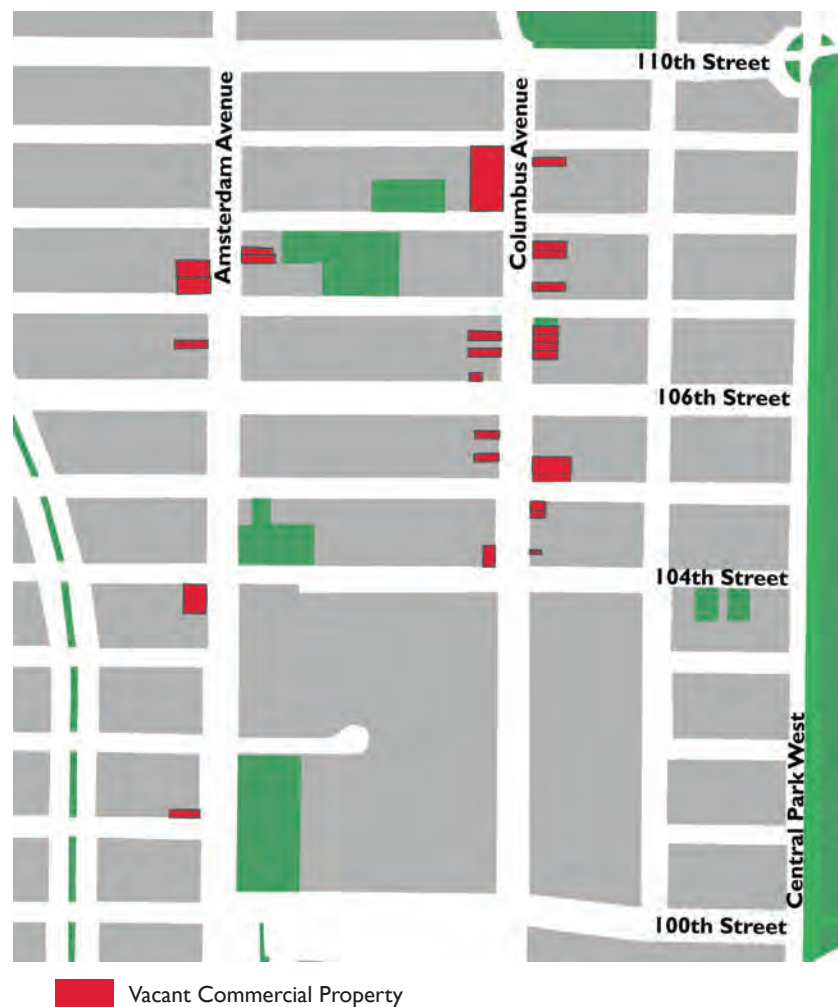 110th Street
Amsterdam Avenue
Columbus Avenue
106th Street
104th Street
Central Park West
100th Street
Vacant Commercial Property